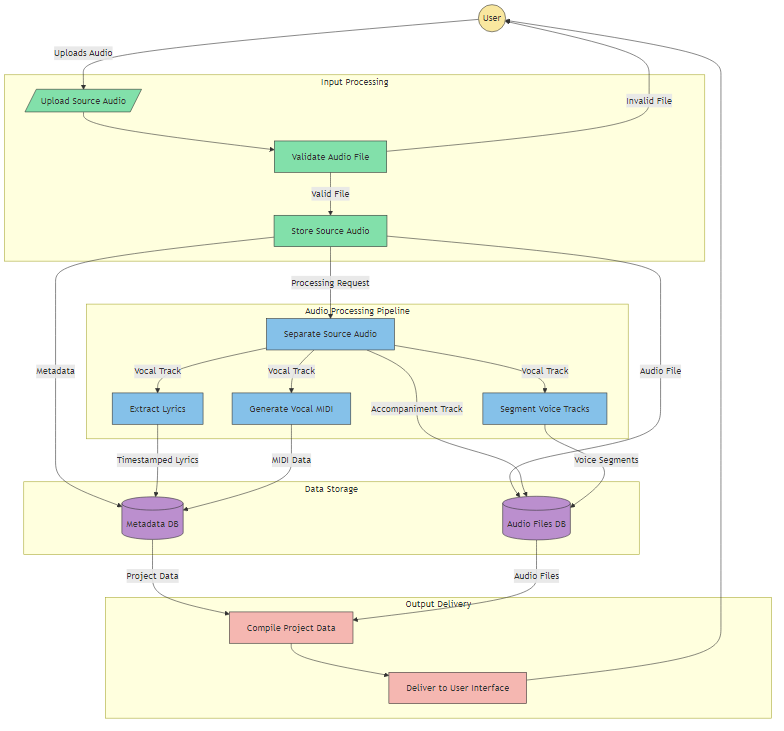 User
Uploads Audio
Input Processing
Upload Source Audio
Invalid File
Validate Audio File
Valid File
Store Source Audio
Processing Request
Audio Processing Pipeline
Separate Source Audio
Metadata
Vocal Track
Vocal Track
Vocal Track
Audio File
Extract Lyrics
Generate Vocal MIDI
Accompaniment Track
Segment Voice Tracks
Timestamped Lyrics
MIDI Data
Voice Segments
Data Storage
Metadata DB
Audio Files DB
Project Data
Audio Files
Output Delivery
Compile Project Data
Deliver to User Interface